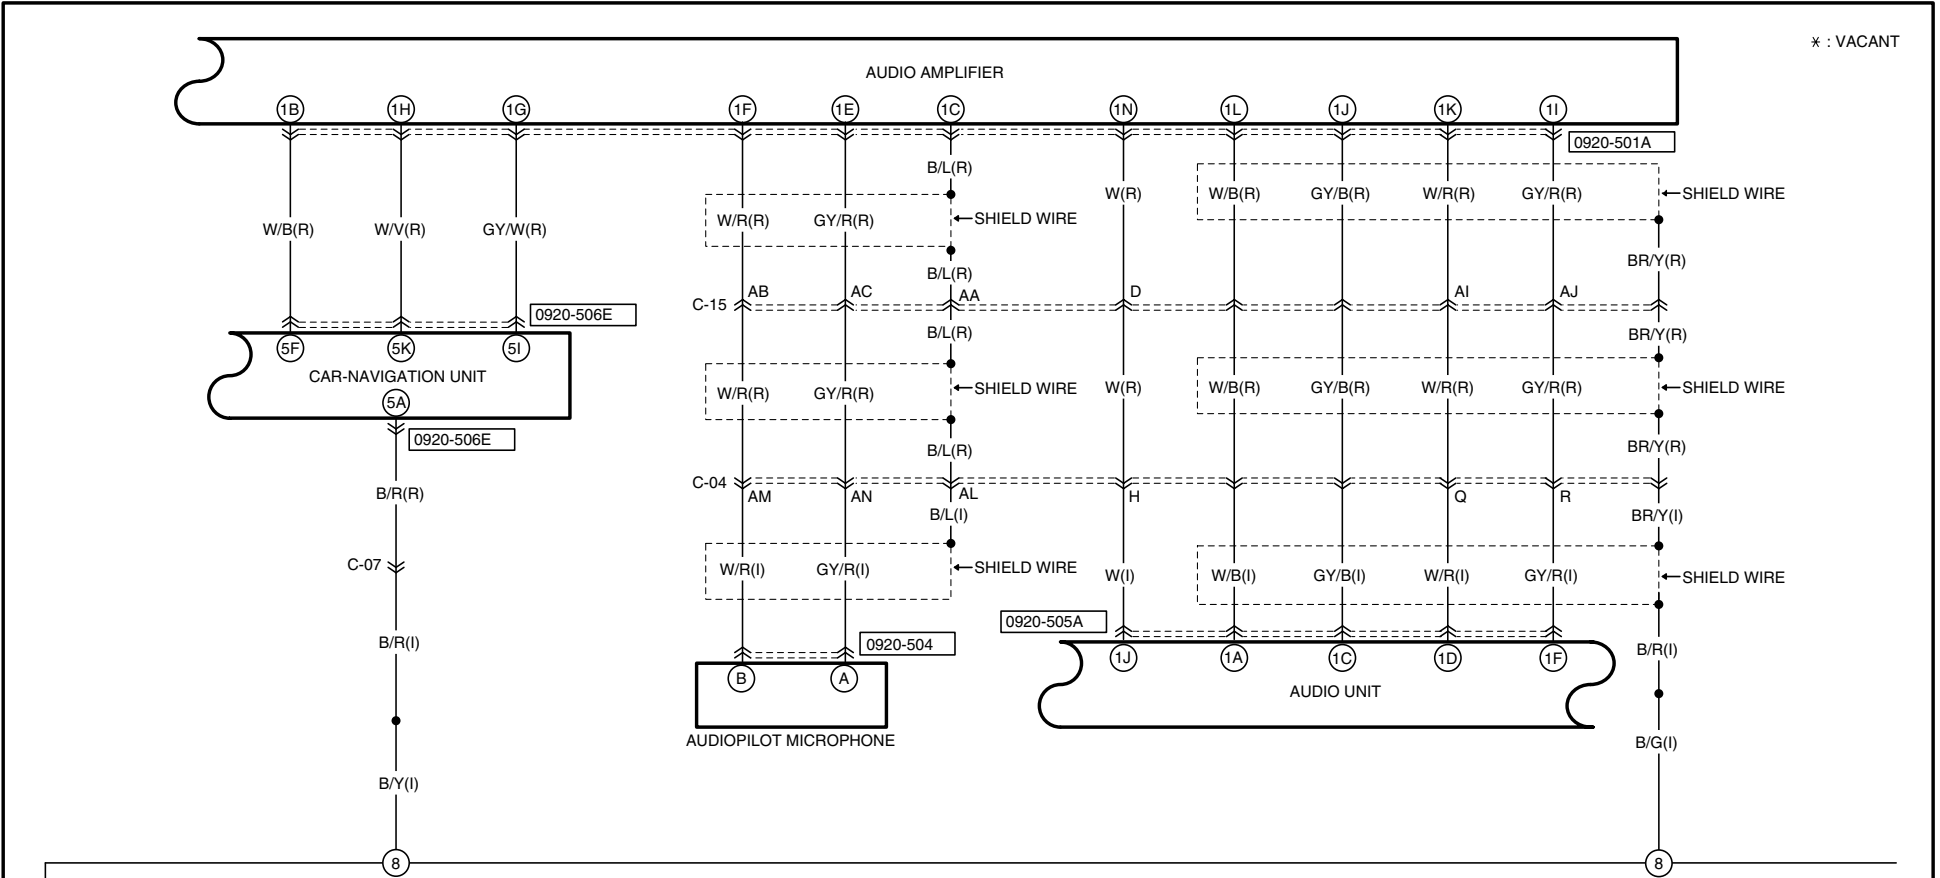 * : VACANT
AUDIO AMPLIFIER
1B 1H 1G 1F 1E 1C 1N 1L 1J 1K 1I
0920-501A
B/L(R)
W/R(R) GY/R(R) SHIELD WIRE
W(R) W/B(R) GY/B(R) W/R(R) GY/R(R) SHIELD WIRE
W/B(R) W/V(R) GY/W(R)
B/L(R) BR/Y(R)
C-15 AB AC AA D AI AJ
0920-506E
B/L(R) BR/Y(R)
5F 5K 5I
CAR-NAVIGATION UNIT
5A
W/R(R) GY/R(R) SHIELD WIRE W(R) W/B(R) GY/B(R) W/R(R) GY/R(R) SHIELD WIRE
0920-506E
B/L(R) BR/Y(R)
C-04 AM AN AL H Q R
B/R(R)
B/L(I) BR/Y(I)
C-07
W/R(I) GY/R(I) SHIELD WIRE W(I) W/B(I) GY/B(I) W/R(I) GY/R(I) SHIELD WIRE
0920-505A
B/R(I) 0920-504 B/R(I)
B A 1J 1A 1C 1D 1F
AUDIO UNIT
AUDIOPILOT MICROPHONE
B/G(I)
B/Y(I)
8 8